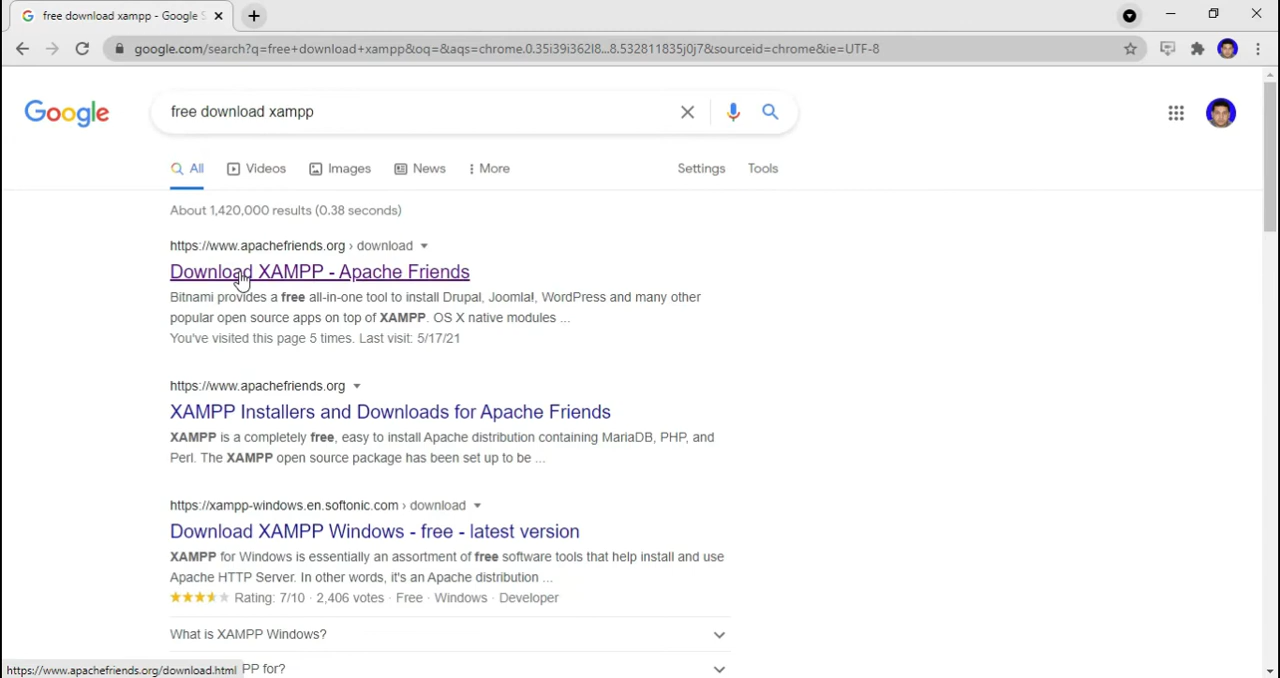 free download xampp - Google S
google.com/search?q=free+download+xampp&oq=&aqs=chrome.0.35i39i362l8...8.532811835j0j7&sourceid=chrome&ie=UTF-8
Google
free download xampp
All
Videos
Images
News
More
Settings
Tools
About 1,420,000 results (0.38 seconds)
https://www.apachefriends.org › download
Download XAMPP - Apache Friends
Bitnami provides a free all-in-one tool to install Drupal, Joomla!, WordPress and many other
popular open source apps on top of XAMPP. OS X native modules ...
You've visited this page 5 times. Last visit: 5/17/21
https://www.apachefriends.org
XAMPP Installers and Downloads for Apache Friends
XAMPP is a completely free, easy to install Apache distribution containing MariaDB, PHP, and
Perl. The XAMPP open source package has been set up to be ...
https://xampp-windows.en.softonic.com › download
Download XAMPP Windows - free - latest version
XAMPP for Windows is essentially an assortment of free software tools that help install and use
Apache HTTP Server. In other words, it's an Apache distribution ...
Rating: 7/10 · 2,406 votes · Free · Windows · Developer
What is XAMPP Windows?
PP for?
https://www.apachefriends.org/download.html